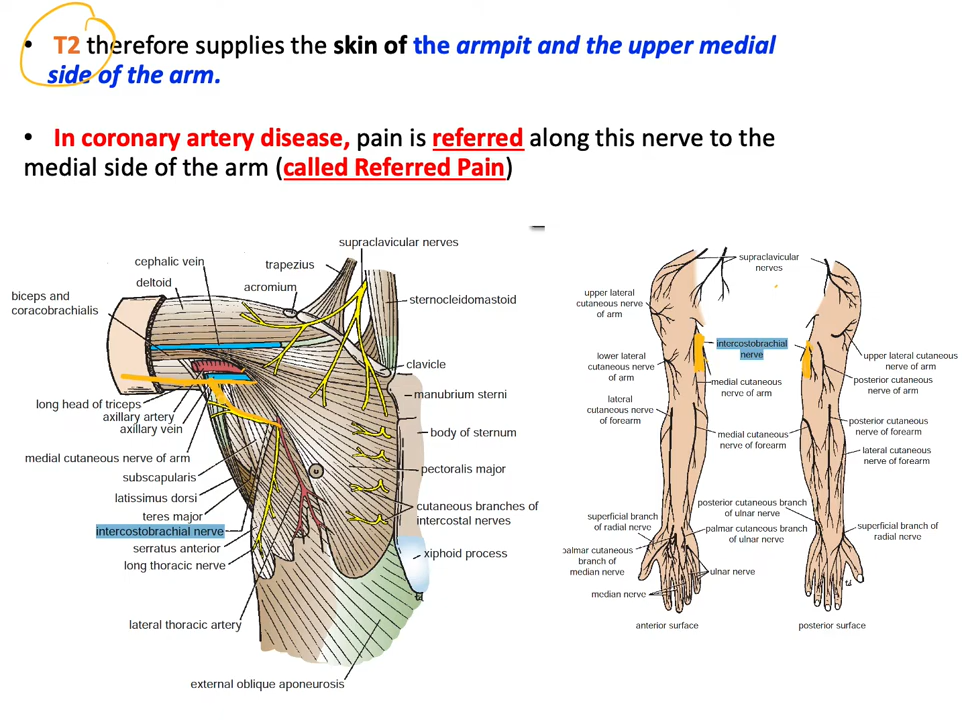 • T2 therefore supplies the skin of the armpit and the upper medial
side of the arm.
• In coronary artery disease, pain is referred along this nerve to the
medial side of the arm (called Referred Pain)
supraclavicular nerves
cephalic vein
trapezius
deltoid
acromium
biceps and
coracobrachialis
sternocleidomastoid
clavicle
manubrium sterni
long head of triceps
axillary artery
axillary vein
body of sternum
medial cutaneous nerve of arm
pectoralis major
subscapularis
latissimus dorsi
cutaneous branches of
intercostal nerves
teres major
intercostobrachial nerve
serratus anterior
xiphoid process
long thoracic nerve
lateral thoracic artery
external oblique aponeurosis
supraclavicular
nerves
upper lateral
cutaneous nerve of
arm
intercostobrachial
nerve
lower lateral
cutaneous nerve
of arm
upper lateral cutaneous
nerve of arm
medial cutaneous
nerve of arm
posterior cutaneous
nerve of arm
lateral
cutaneous nerve
of forearm
medial cutaneous
nerve of forearm
posterior cutaneous
nerve of forearm
lateral cutaneous
nerve of forearm
posterior cutaneous branch
of ulnar nerve
superficial branch
of radial nerve
palmar cutaneous branch
of ulnar nerve
superficial branch of
radial nerve
palmar cutaneous
branch of
median nerve
ulnar nerve
median nerve
anterior surface
posterior surface